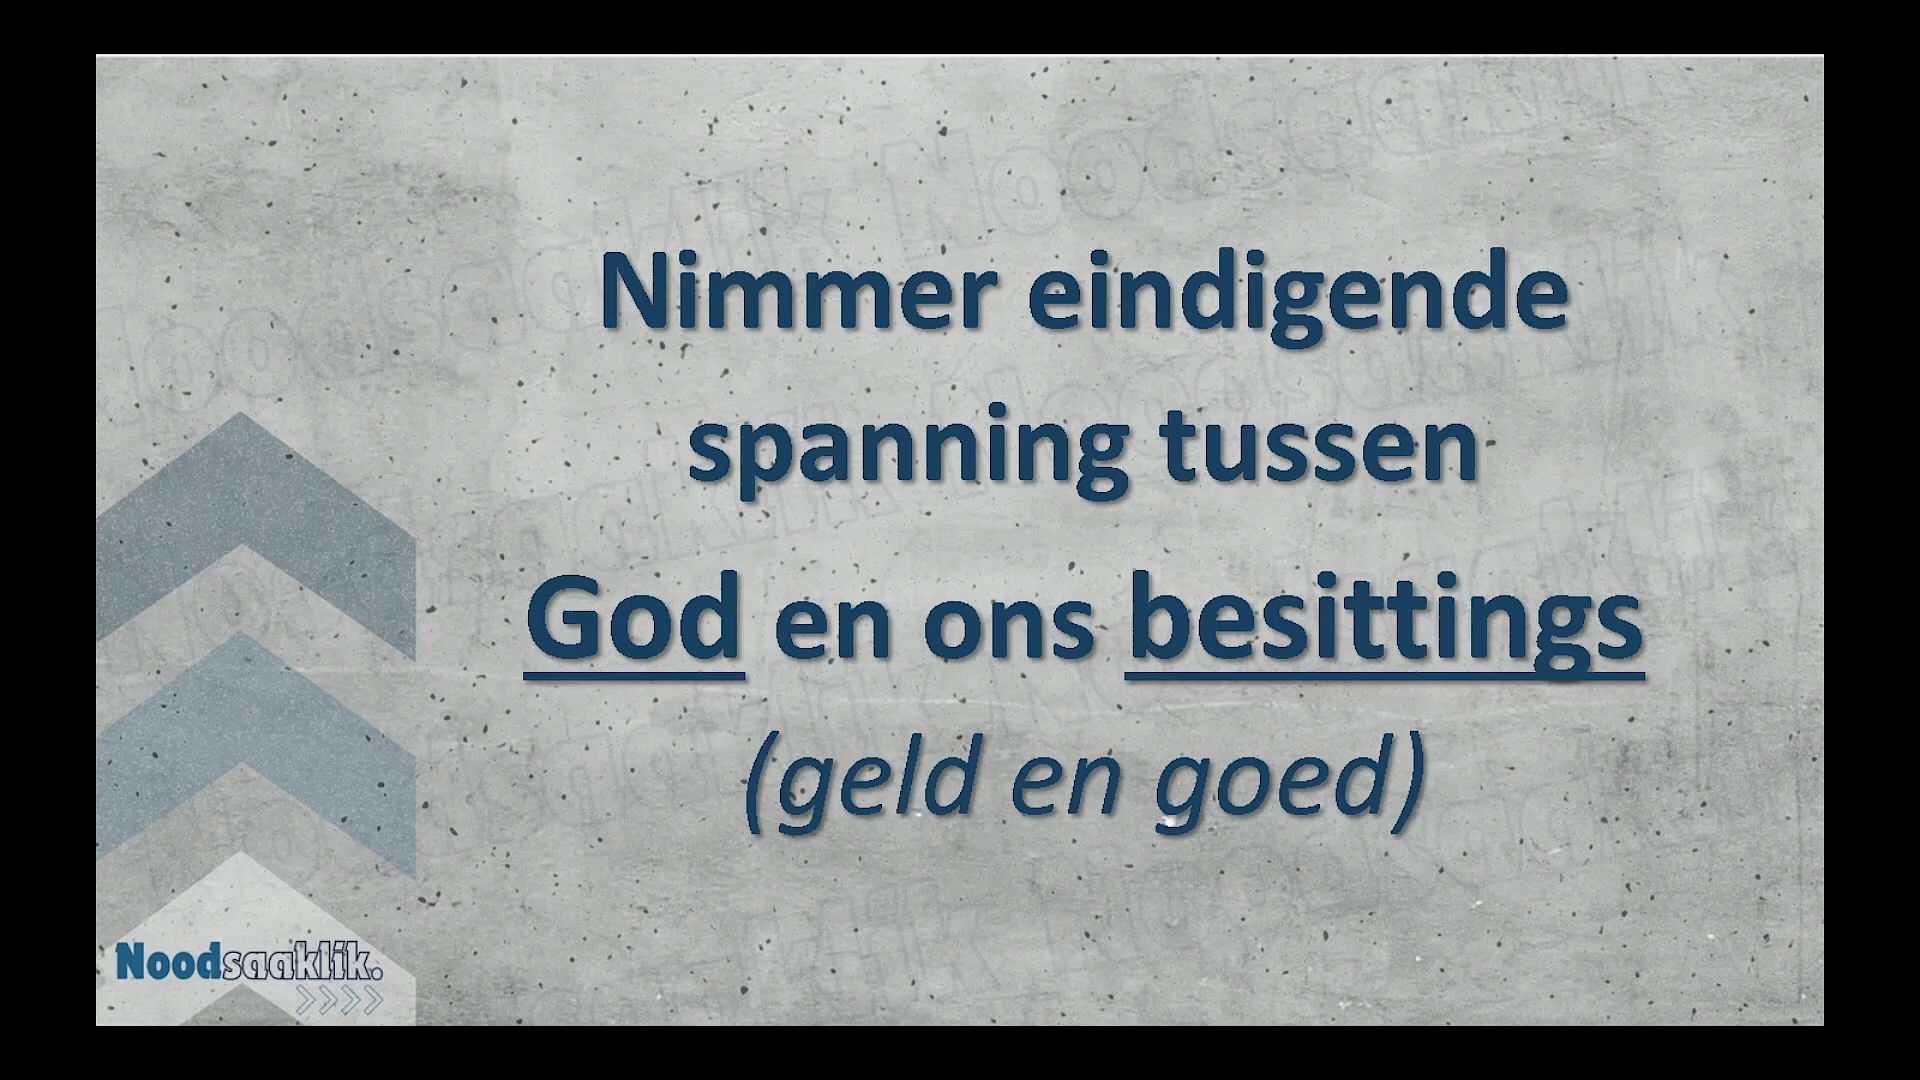 Nimmer eindigende
spanning tussen
God en ons besittings
(geld en goed)
Noodsaaklik.